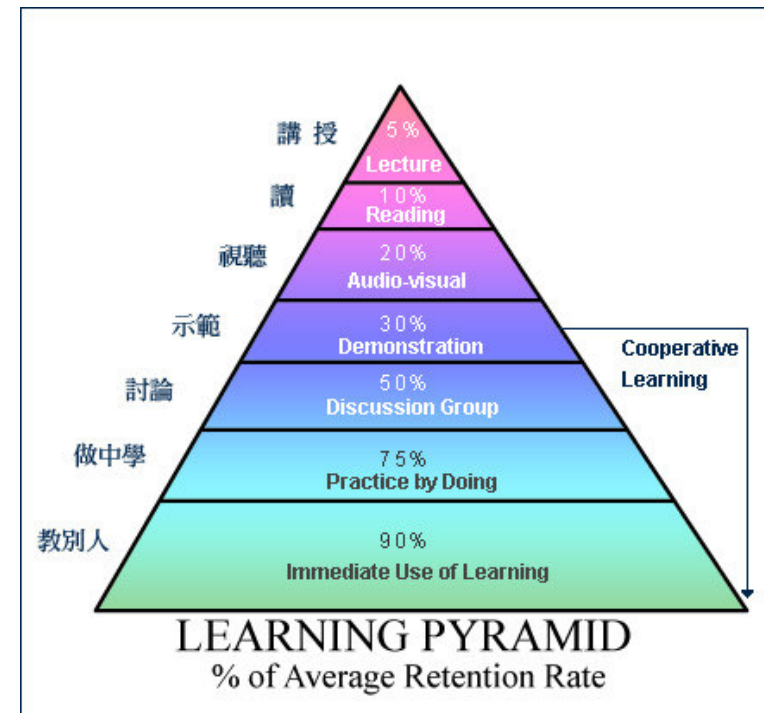 講 授
5%
Lecture
讀
10%
Reading
視聽
20%
Audio-visual
示範
30%
Demonstration
Cooperative
Learning
討論
50%
Discussion Group
做中學
75%
Practice by Doing
教別人
90%
Immediate Use of Learning
LEARNING PYRAMID
% of Average Retention Rate